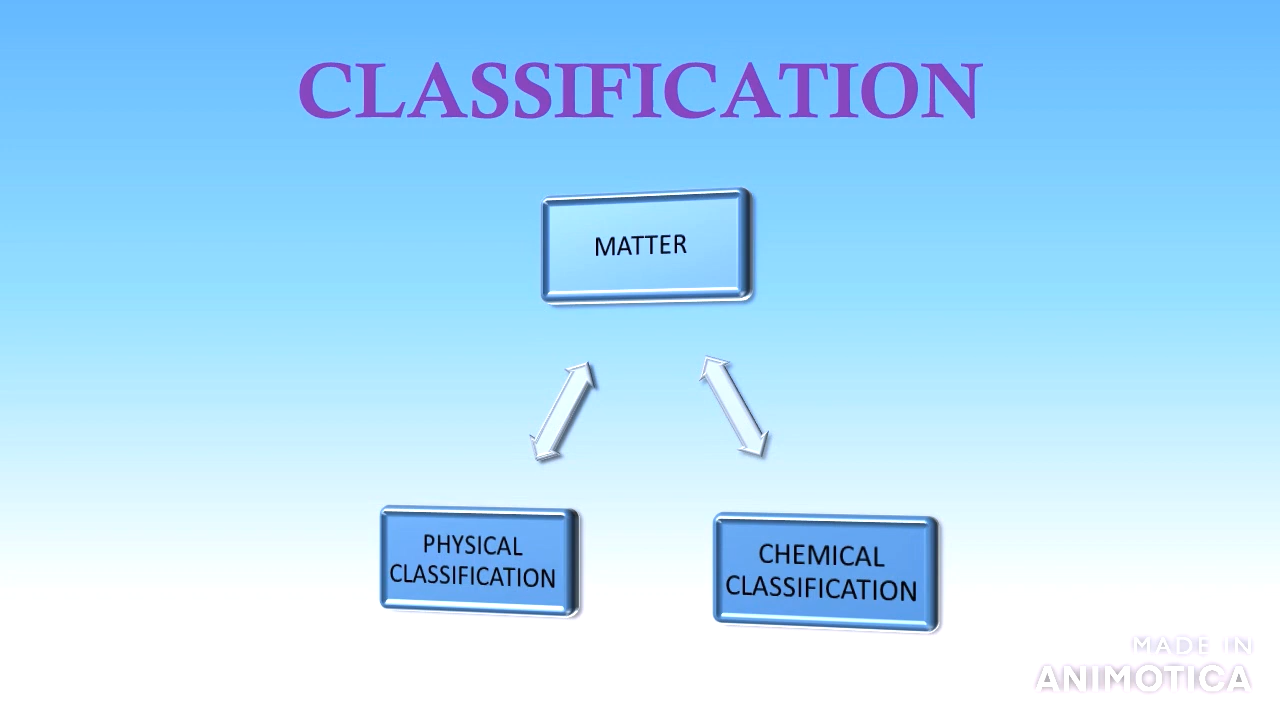 CLASSIFICATION
MATTER
PHYSICAL
CLASSIFICATION
CHEMICAL
CLASSIFICATION
MADE IN
ANIMOTICA